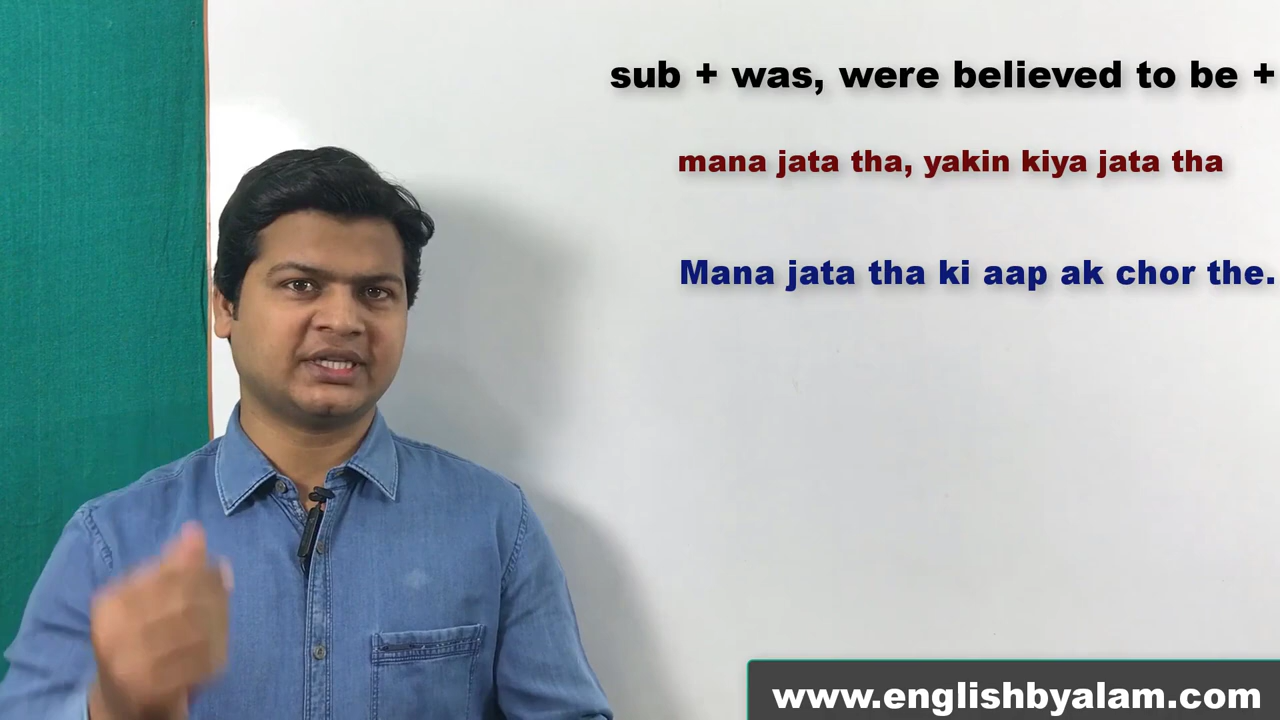 sub + was, were believed to be +
mana jata tha, yakin kiya jata tha
Mana jata tha ki aap ak chor the.
www.englishbyalam.com